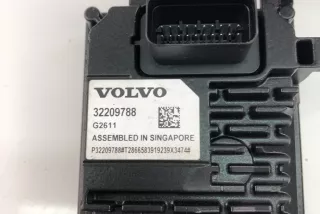 VOLVO
32209788
G2611
ASSEMBLED IN SINGAPORE
P32209788#T2866583919239X3474#